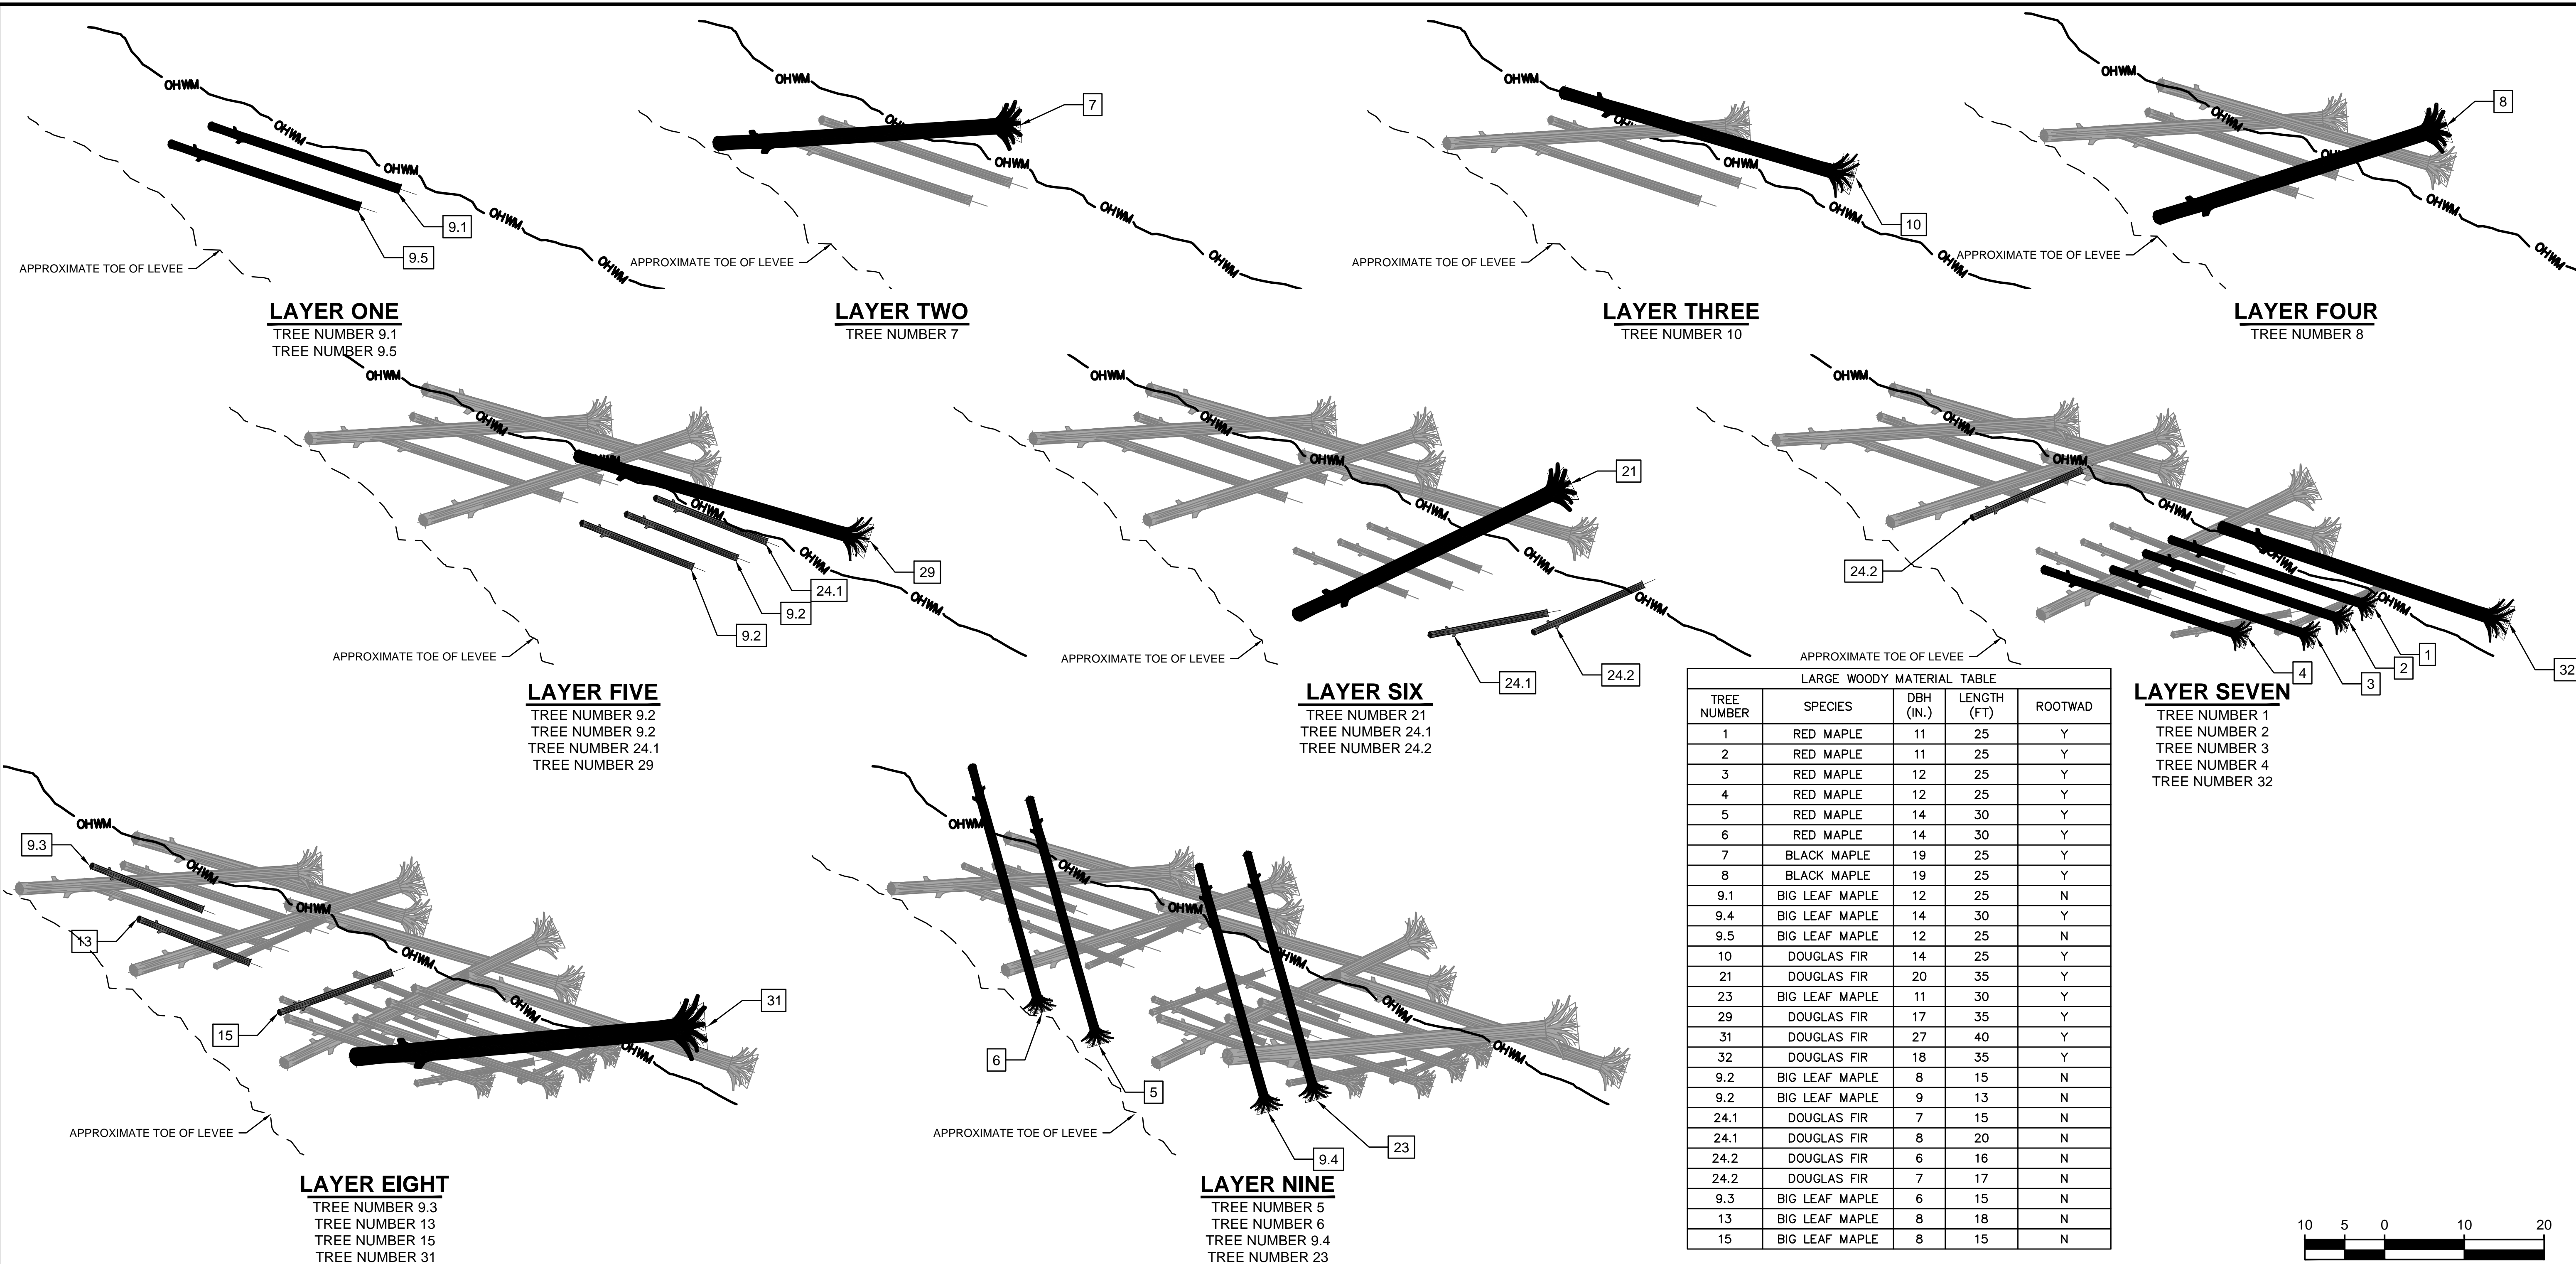 OHWM
OHWM
OHWM
OHWM
OHWM
9.1
9.5
APPROXIMATE TOE OF LEVEE
LAYER ONE
TREE NUMBER 9.1
TREE NUMBER 9.5
OHWM
OHWM
OHWM
OHWM
OHWM
7
APPROXIMATE TOE OF LEVEE
LAYER TWO
TREE NUMBER 7
OHWM
OHWM
OHWM
OHWM
OHWM
10
APPROXIMATE TOE OF LEVEE
LAYER THREE
TREE NUMBER 10
OHWM
OHWM
OHWM
OHWM
OHWM
8
APPROXIMATE TOE OF LEVEE
LAYER FOUR
TREE NUMBER 8
OHWM
OHWM
OHWM
OHWM
OHWM
OHWM
29
24.1
9.2
9.2
APPROXIMATE TOE OF LEVEE
LAYER FIVE
TREE NUMBER 9.2
TREE NUMBER 9.2
TREE NUMBER 24.1
TREE NUMBER 29
OHWM
OHWM
OHWM
OHWM
OHWM
OHWM
21
24.1
24.2
APPROXIMATE TOE OF LEVEE
LAYER SIX
TREE NUMBER 21
TREE NUMBER 24.1
TREE NUMBER 24.2
OHWM
OHWM
OHWM
OHWM
OHWM
OHWM
24.2
1
2
3
4
32
APPROXIMATE TOE OF LEVEE
LAYER SEVEN
TREE NUMBER 1
TREE NUMBER 2
TREE NUMBER 3
TREE NUMBER 4
TREE NUMBER 32
OHWM
OHWM
OHWM
OHWM
OHWM
OHWM
9.3
13
15
31
APPROXIMATE TOE OF LEVEE
LAYER EIGHT
TREE NUMBER 9.3
TREE NUMBER 13
TREE NUMBER 15
TREE NUMBER 31
OHWM
OHWM
OHWM
OHWM
OHWM
OHWM
6
5
9.4
23
APPROXIMATE TOE OF LEVEE
LAYER NINE
TREE NUMBER 5
TREE NUMBER 6
TREE NUMBER 9.4
TREE NUMBER 23
LARGE WOODY MATERIAL TABLE
TREE NUMBER SPECIES DBH (IN.) LENGTH (FT) ROOTWAD
1 RED MAPLE 11 25 Y
2 RED MAPLE 11 25 Y
3 RED MAPLE 12 25 Y
4 RED MAPLE 12 25 Y
5 RED MAPLE 14 30 Y
6 RED MAPLE 14 30 Y
7 BLACK MAPLE 19 25 Y
8 BLACK MAPLE 19 25 Y
9.1 BIG LEAF MAPLE 12 25 N
9.4 BIG LEAF MAPLE 14 30 Y
9.5 BIG LEAF MAPLE 12 25 N
10 DOUGLAS FIR 14 25 Y
21 DOUGLAS FIR 20 35 Y
23 BIG LEAF MAPLE 11 30 Y
29 DOUGLAS FIR 17 35 Y
31 DOUGLAS FIR 27 40 Y
32 DOUGLAS FIR 18 35 Y
9.2 BIG LEAF MAPLE 8 15 N
9.2 BIG LEAF MAPLE 9 13 N
24.1 DOUGLAS FIR 7 15 N
24.1 DOUGLAS FIR 8 20 N
24.2 DOUGLAS FIR 6 16 N
24.2 DOUGLAS FIR 7 17 N
9.3 BIG LEAF MAPLE 6 15 N
13 BIG LEAF MAPLE 8 18 N
15 BIG LEAF MAPLE 8 15 N
10 5 0 10 20